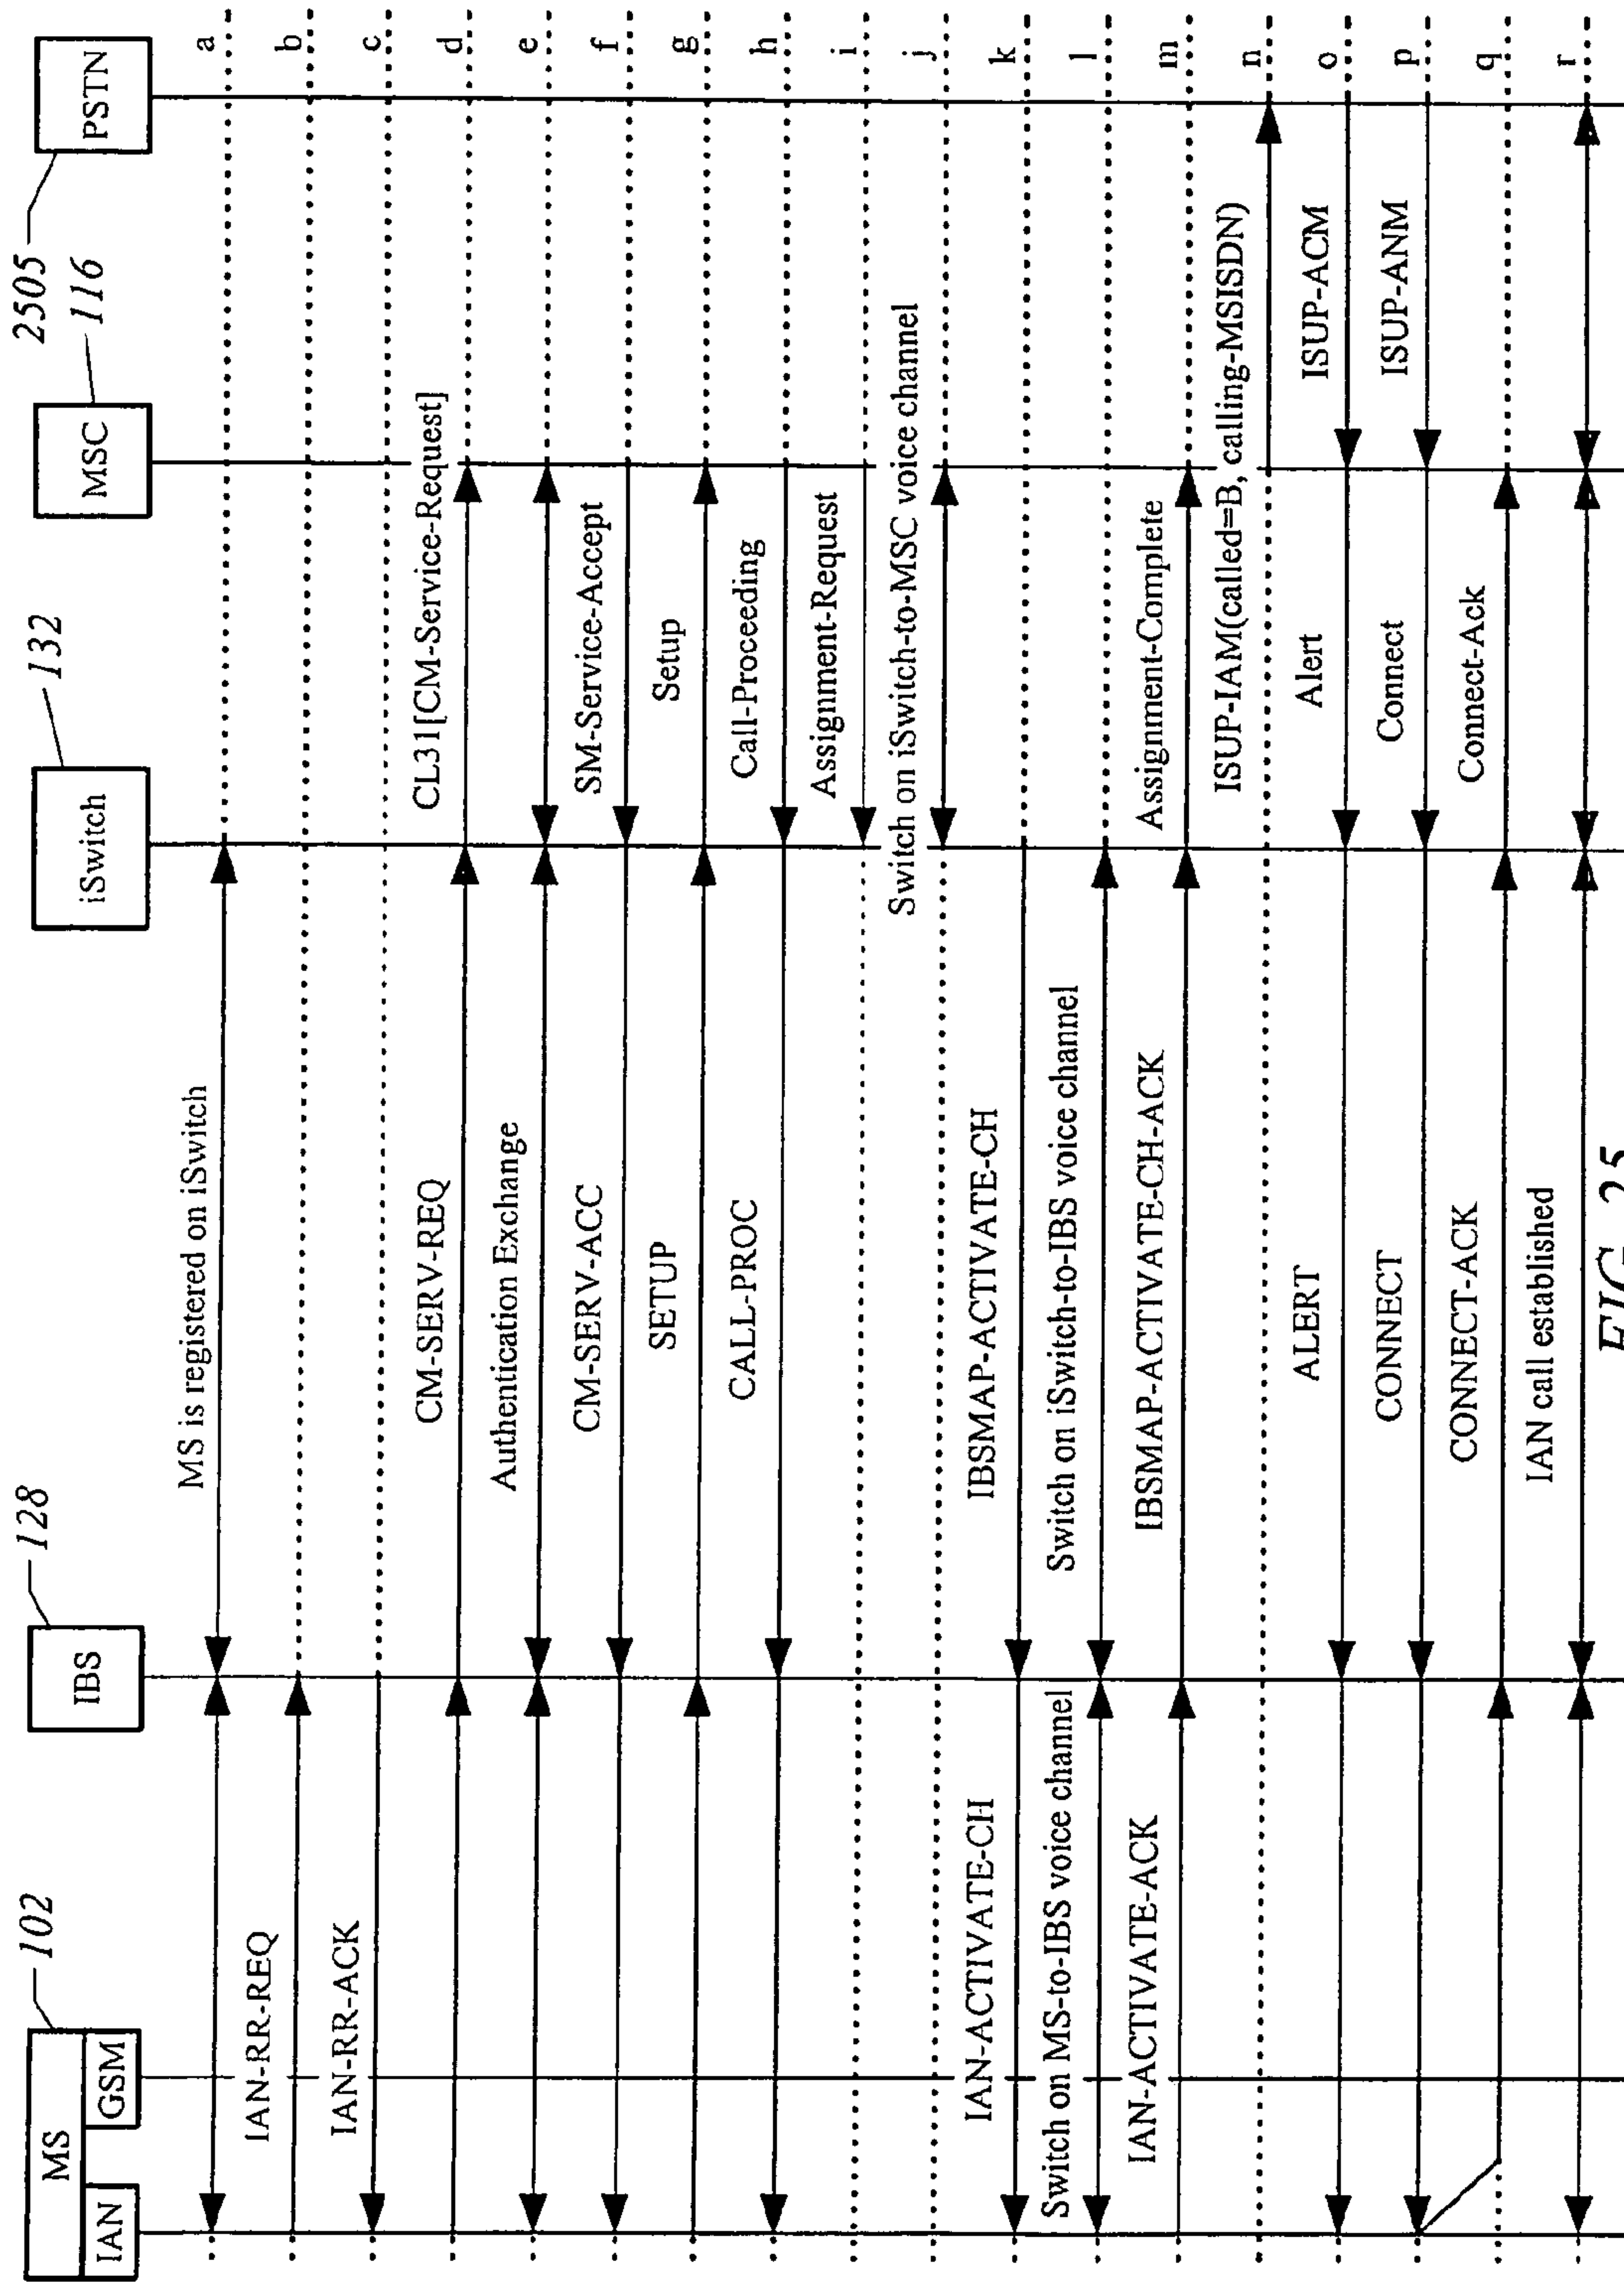 102
128
132
116
2505
MS
IAN
GSM
IBS
iSwitch
MSC
PSTN
MS is registered on iSwitch
a
IAN-RR-REQ
b
IAN-RR-ACK
c
CM-SERV-REQ
CL31[CM-Service-Request]
d
Authentication Exchange
e
CM-SERV-ACC
SM-Service-Accept
f
SETUP
Setup
g
CALL-PROC
Call-Proceeding
h
Assignment-Request
i
Switch on iSwitch-to-MSC voice channel
j
IAN-ACTIVATE-CH
IBSMAP-ACTIVATE-CH
k
Switch on MS-to-IBS voice channel
Switch on iSwitch-to-IBS voice channel
l
IAN-ACTIVATE-ACK
IBSMAP-ACTIVATE-CH-ACK
Assignment-Complete
m
ISUP-IAM(called=B, calling-MSISDN)
n
ALERT
Alert
ISUP-ACM
o
CONNECT
Connect
ISUP-ANM
p
CONNECT-ACK
Connect-Ack
q
IAN call established
r
FIG. 25